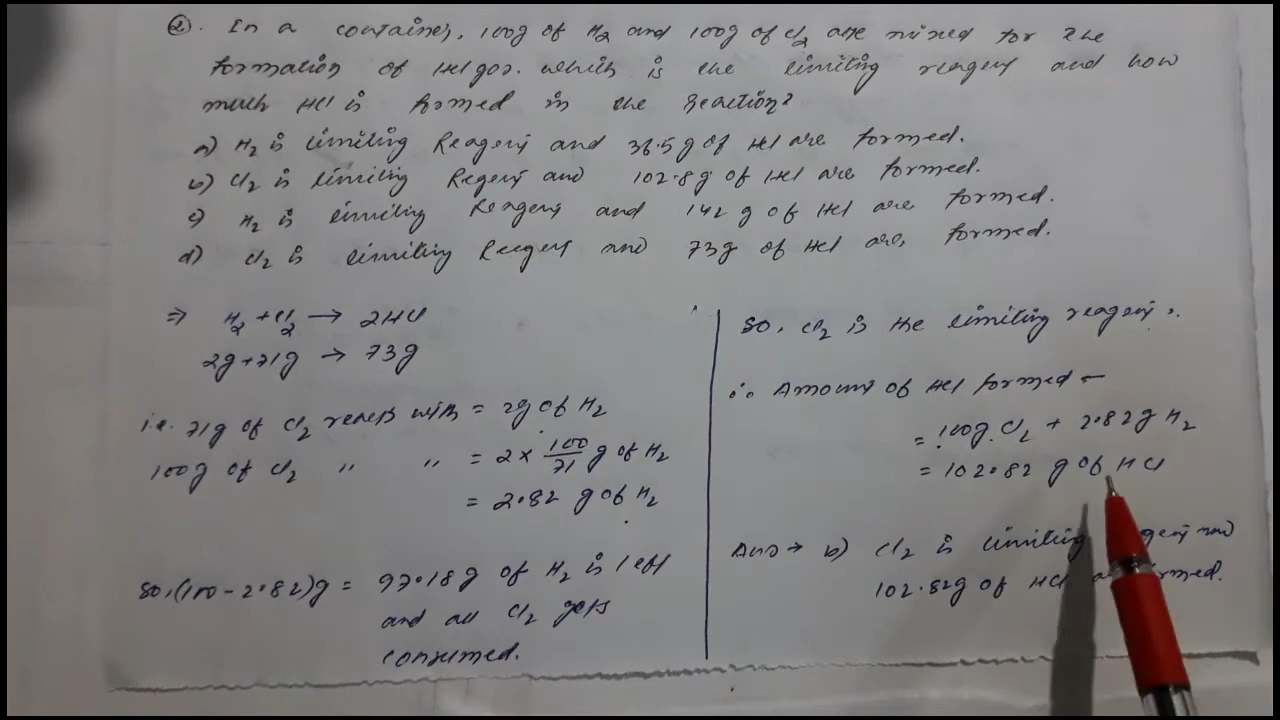 ②. In a container, 100g of H₂ and 100g of Cl₂ are mixed for the
formation of HCl gas. which is the limiting reagent and how
much HCl is formed in the reaction?
a) H₂ is limiting Reagent and 36.5g of HCl are formed.
b) Cl₂ is limiting Regent and 102.8g of HCl are formed.
c) H₂ is limiting Reagent and 142 g of HCl are formed.
d) Cl₂ is limiting Reegent and 73g of HCl are formed.
⇒ H₂ + Cl₂ → 2HCl
2g + 71g → 73g
i.e. 71g of Cl₂ reacts with = 2g of H₂
100g of Cl₂ " " = 2 × 100/71 g of H₂
= 2.82 g of H₂
so, (100 - 2.82)g = 97.18g of H₂ is left
and all Cl₂ gets
consumed.
so, Cl₂ is the limiting reagent.
∴ Amount of HCl formed -
= 100g Cl₂ + 2.82g H₂
= 102.82 g of HCl
Ans → b) Cl₂ is limiting and
102.82g of HCl